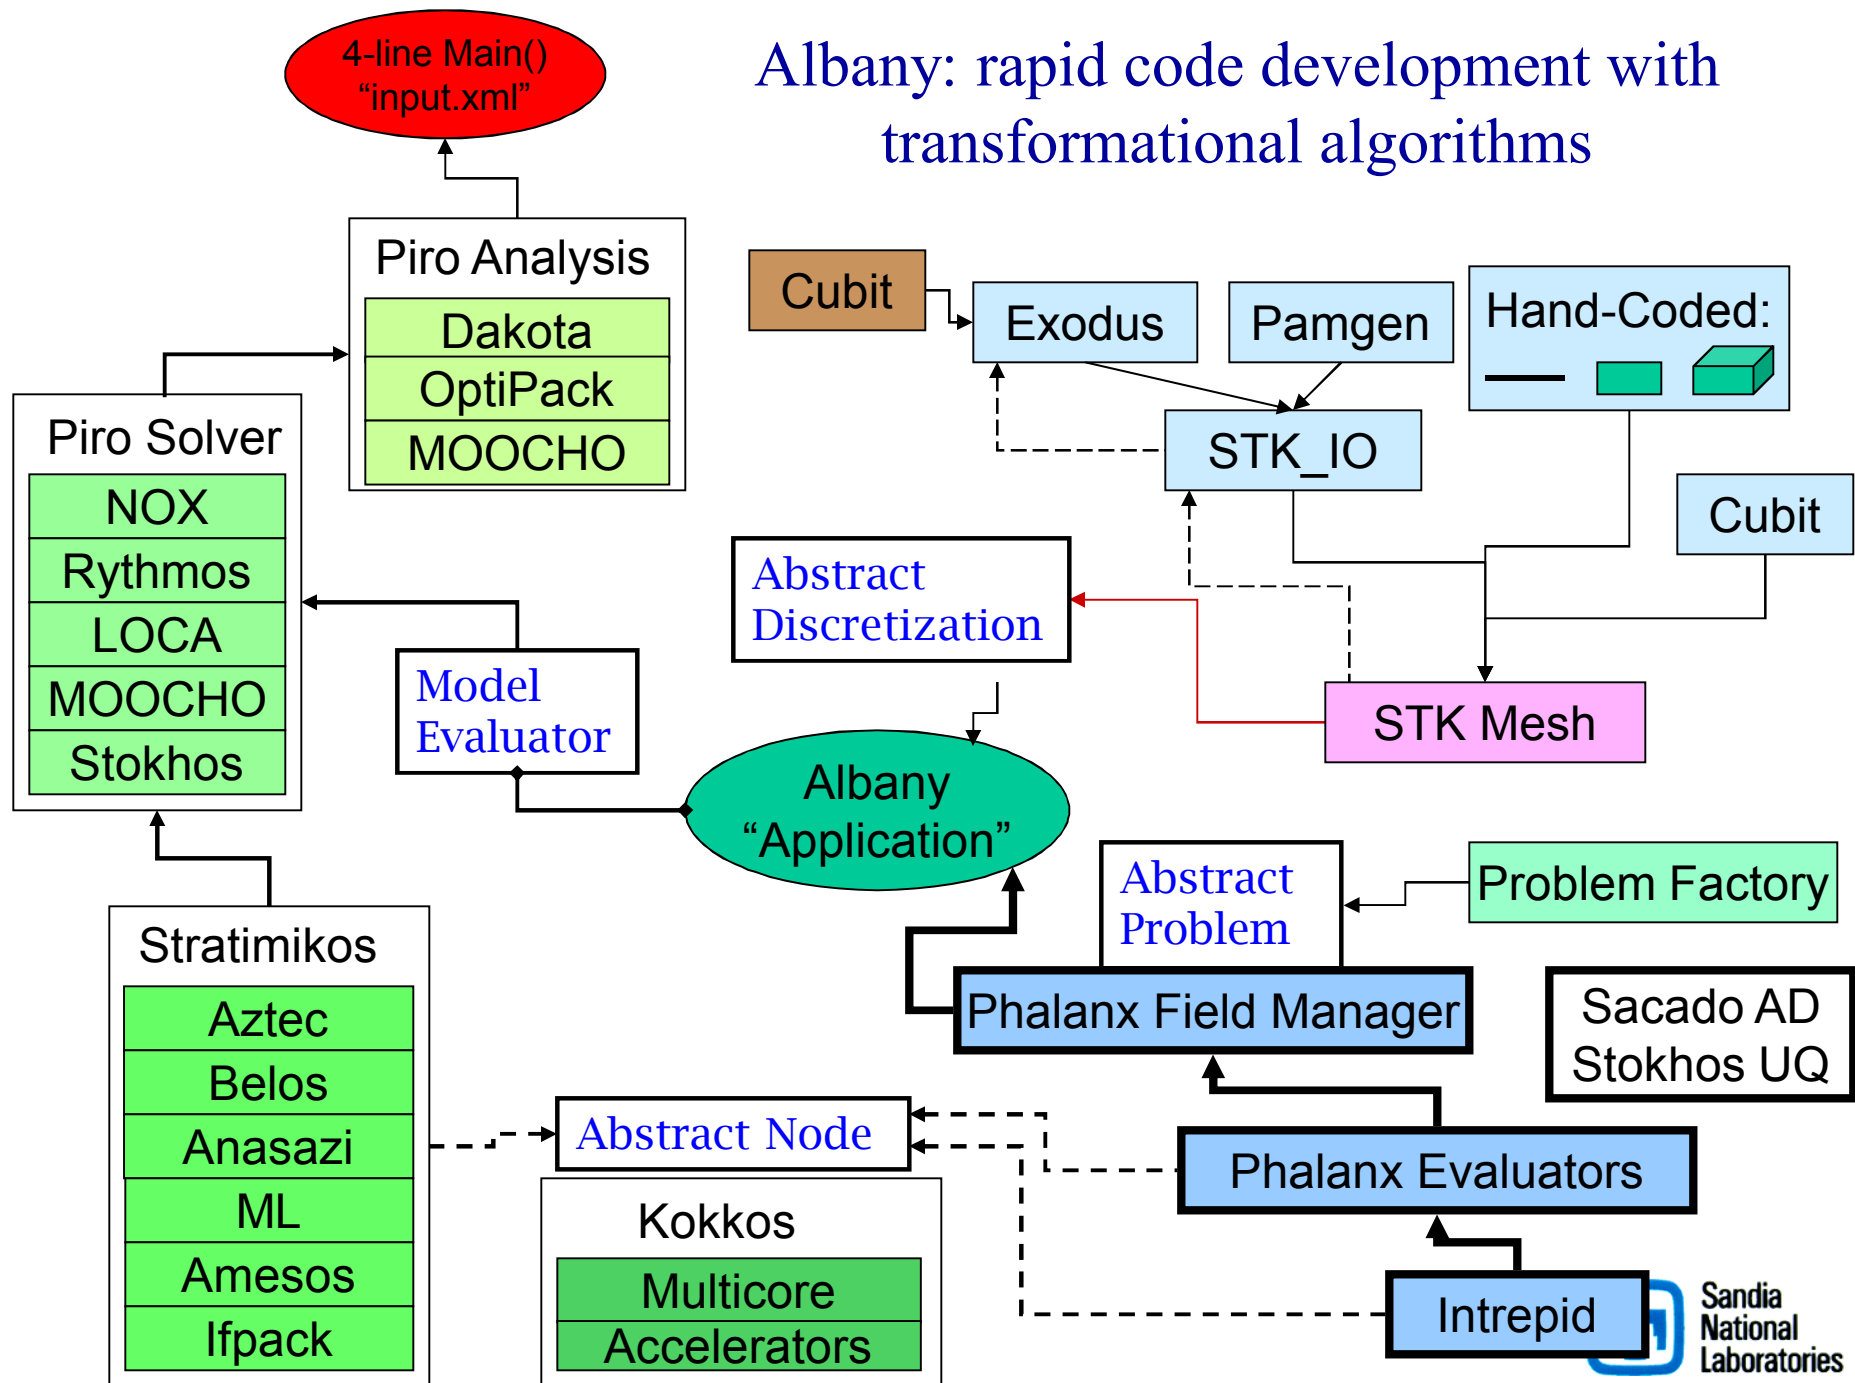 4-line Main()
“input.xml”
Albany: rapid code development with
transformational algorithms
Piro Analysis
Dakota
OptiPack
MOOCHO
Cubit
Exodus
Pamgen
Hand-Coded:
STK_IO
Cubit
Piro Solver
NOX
Rythmos
LOCA
MOOCHO
Stokhos
Abstract
Discretization
Model
Evaluator
STK Mesh
Albany
“Application”
Abstract
Problem
Problem Factory
Phalanx Field Manager
Sacado AD
Stokhos UQ
Stratimikos
Aztec
Belos
Anasazi
ML
Amesos
Ifpack
Abstract Node
Kokkos
Multicore
Accelerators
Phalanx Evaluators
Intrepid
Sandia
National
Laboratories